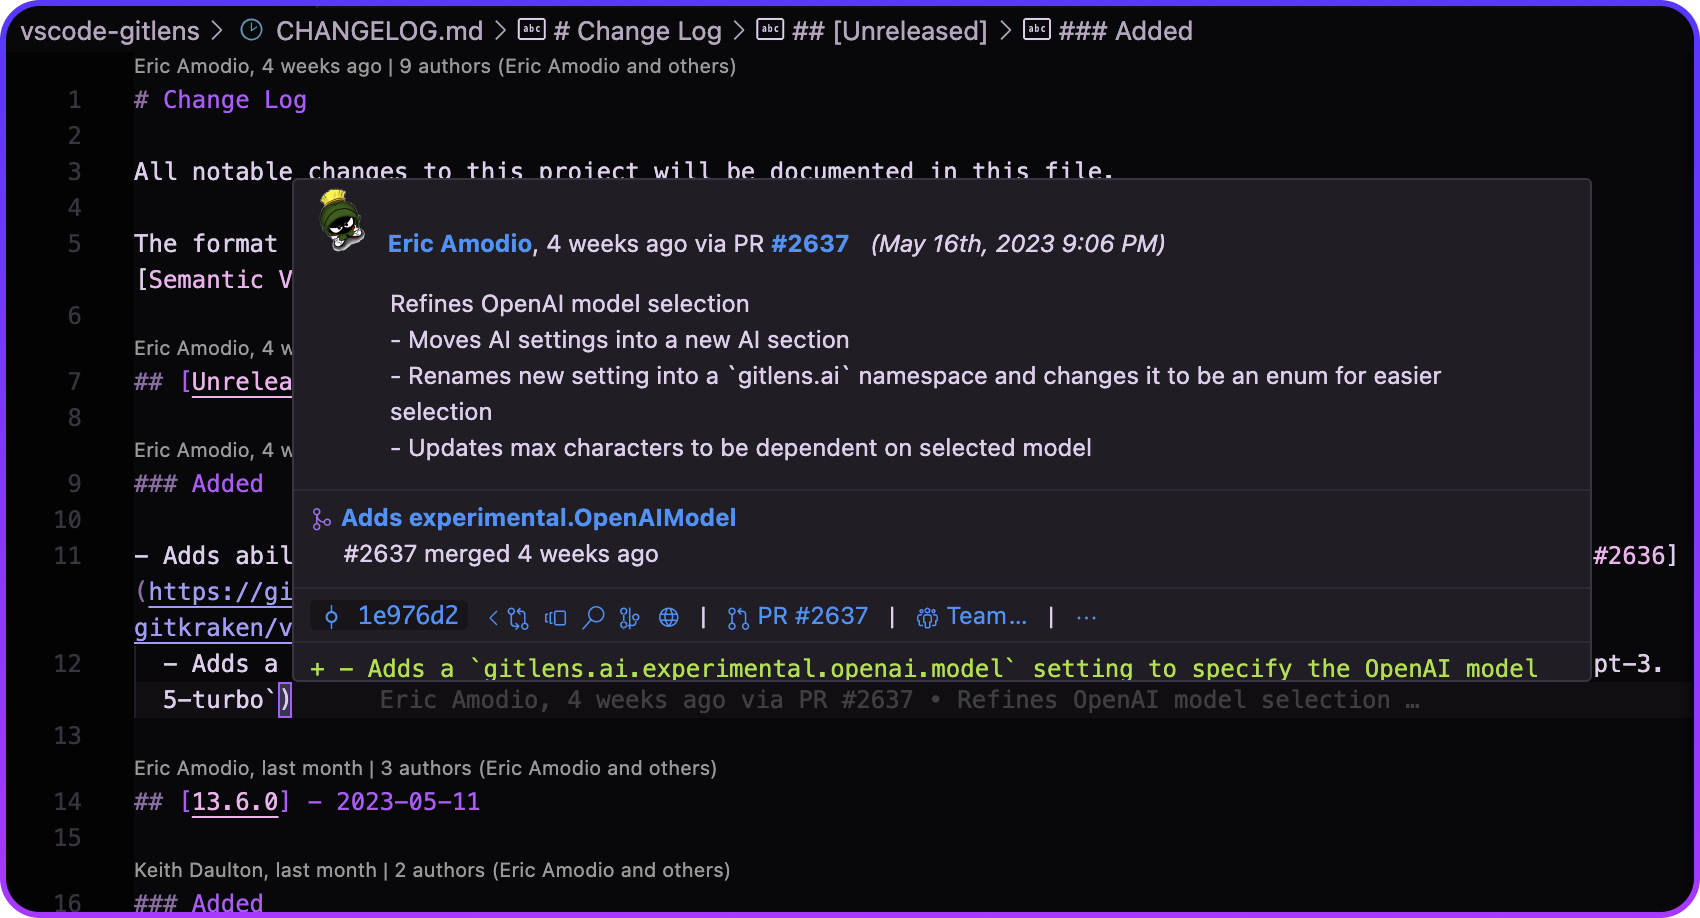 vscode-gitlens > CHANGELOG.md > # Change Log > ## [Unreleased] > ### Added
Eric Amodio, 4 weeks ago | 9 authors (Eric Amodio and others)
1 # Change Log
2
3 All notable changes to this project will be documented in this file.
4
5 The format
[Semantic V
6
Eric Amodio, 4 w
7 ## [Unrelea
8
Eric Amodio, 4 w
9 ### Added
10
11 - Adds abil #2636]
(https://gi
gitkraken/v
12 - Adds a pt-3.
5-turbo`) Eric Amodio, 4 weeks ago via PR #2637 • Refines OpenAI model selection …
13
Eric Amodio, last month | 3 authors (Eric Amodio and others)
14 ## [13.6.0] - 2023-05-11
15
Keith Daulton, last month | 2 authors (Eric Amodio and others)
16 ### Added
Eric Amodio, 4 weeks ago via PR #2637 (May 16th, 2023 9:06 PM)
Refines OpenAI model selection
- Moves AI settings into a new AI section
- Renames new setting into a `gitlens.ai` namespace and changes it to be an enum for easier
selection
- Updates max characters to be dependent on selected model
Adds experimental.OpenAIModel
#2637 merged 4 weeks ago
1e976d2 | PR #2637 | Team... | ...
+ - Adds a `gitlens.ai.experimental.openai.model` setting to specify the OpenAI model